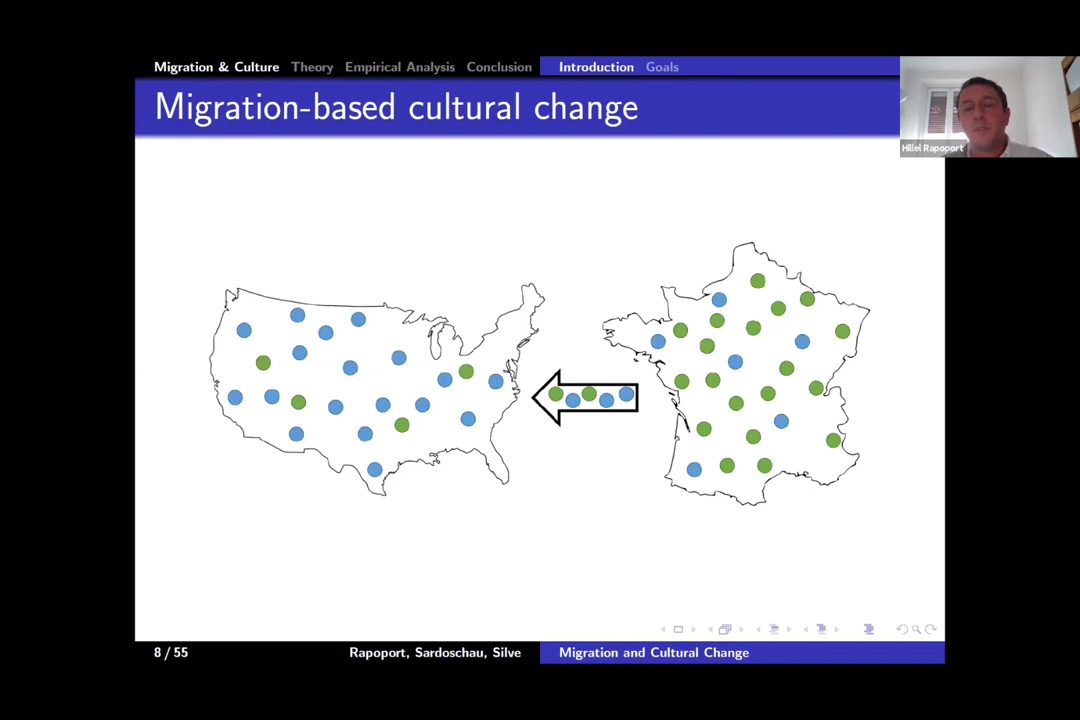 Migration & Culture Theory Empirical Analysis Conclusion Introduction Goals
Migration-based cultural change
Hillel Rapoport
8 / 55 Rapoport, Sardoschau, Silve Migration and Cultural Change